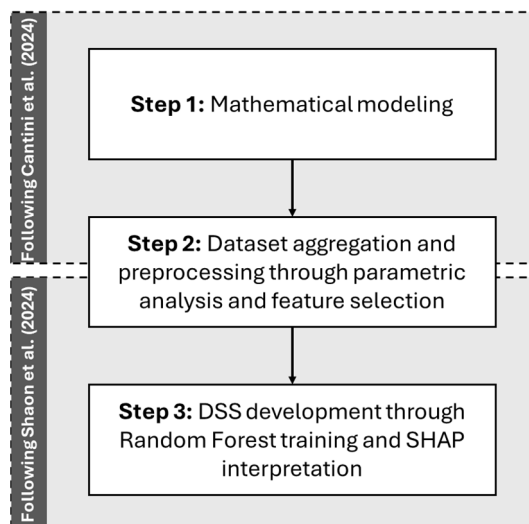 Following Cantini et al. (2024)
Step 1: Mathematical modeling
Step 2: Dataset aggregation and
preprocessing through parametric
analysis and feature selection
Following Shaon et al. (2024)
Step 3: DSS development through
Random Forest training and SHAP
interpretation